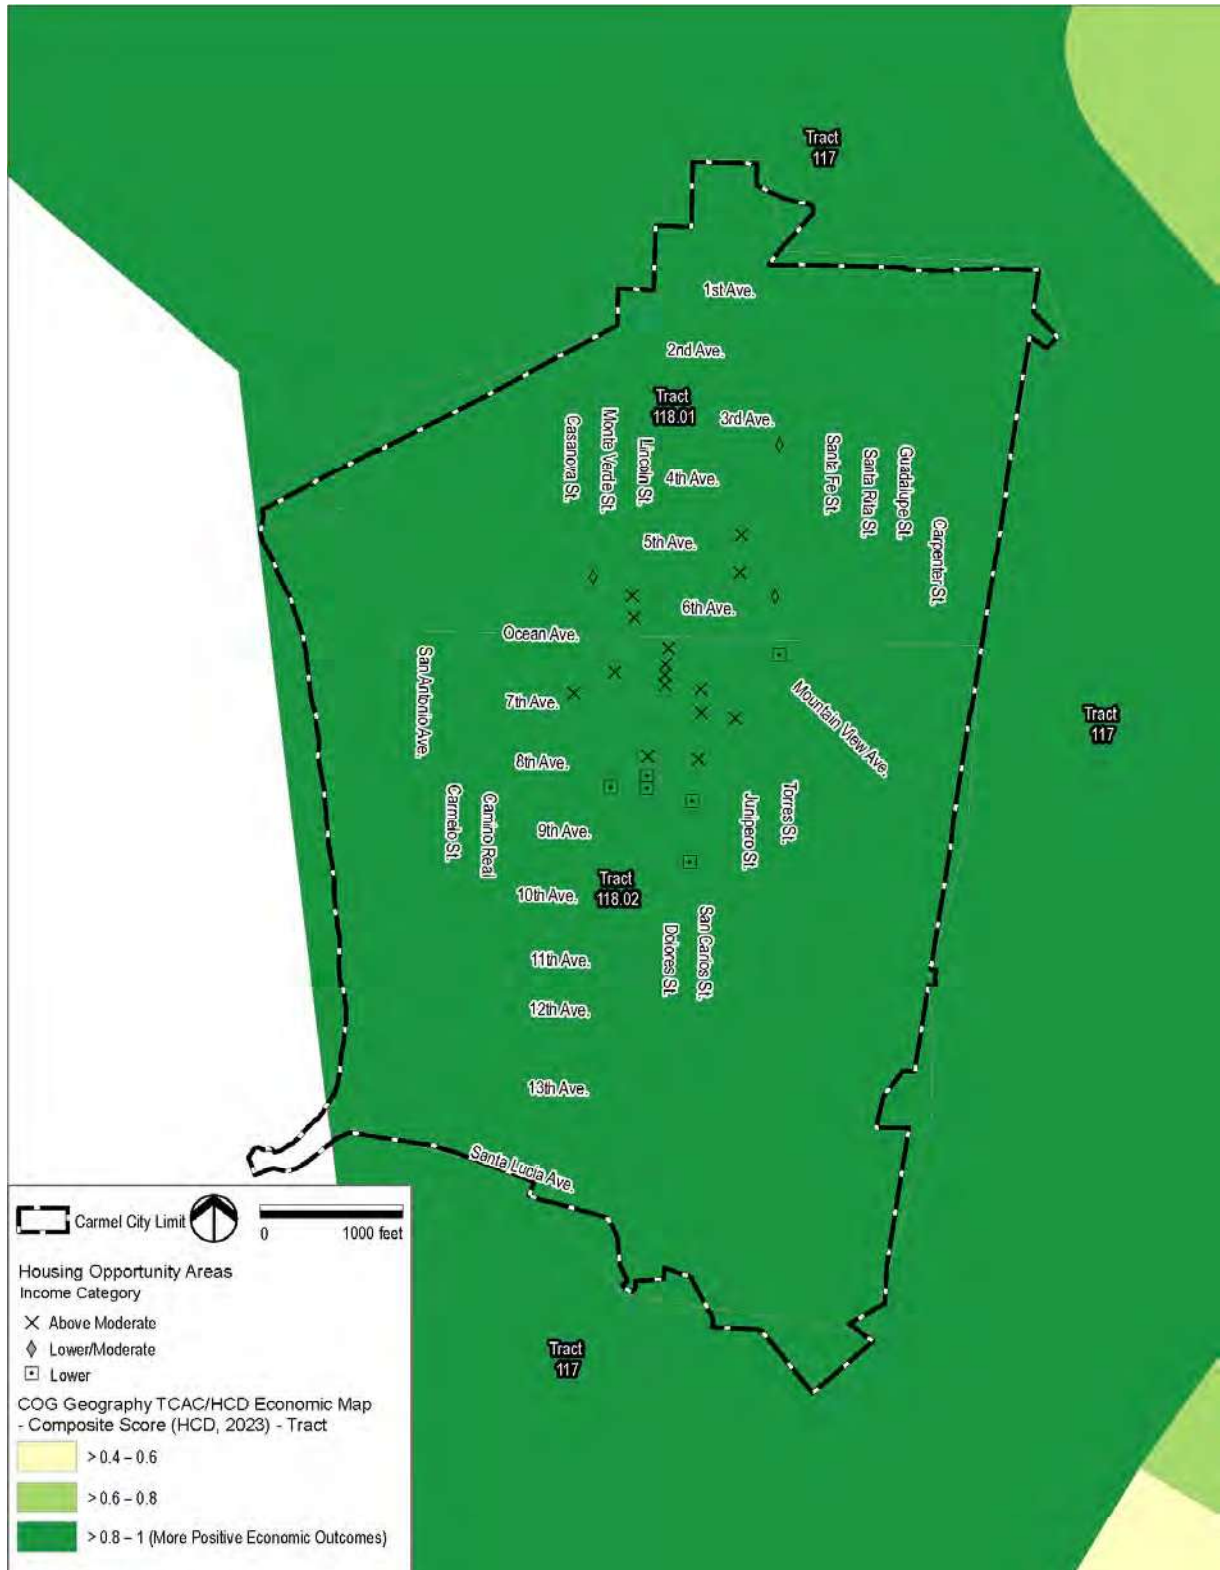 Tract
117
1st Ave.
2nd Ave.
Tract
118.01
3rd Ave.
Casanova St.
Monte Verde St.
Lincoln St.
4th Ave.
Santa Fe St.
Santa Rita St.
Guadalupe St.
Carpenter St.
5th Ave.
6th Ave.
Ocean Ave.
San Antonio Ave.
7th Ave.
Mountain View Ave.
Tract
117
8th Ave.
Carmelo St.
Camino Real
9th Ave.
Junipero St.
Torres St.
Tract
118.02
10th Ave.
Dolores St.
San Carlos St.
11th Ave.
12th Ave.
13th Ave.
Santa Lucia Ave.
Tract
117
Carmel City Limit
0 1000 feet
Housing Opportunity Areas
Income Category
Above Moderate
Lower/Moderate
Lower
COG Geography TCAC/HCD Economic Map
- Composite Score (HCD, 2023) - Tract
> 0.4 – 0.6
> 0.6 – 0.8
> 0.8 – 1 (More Positive Economic Outcomes)